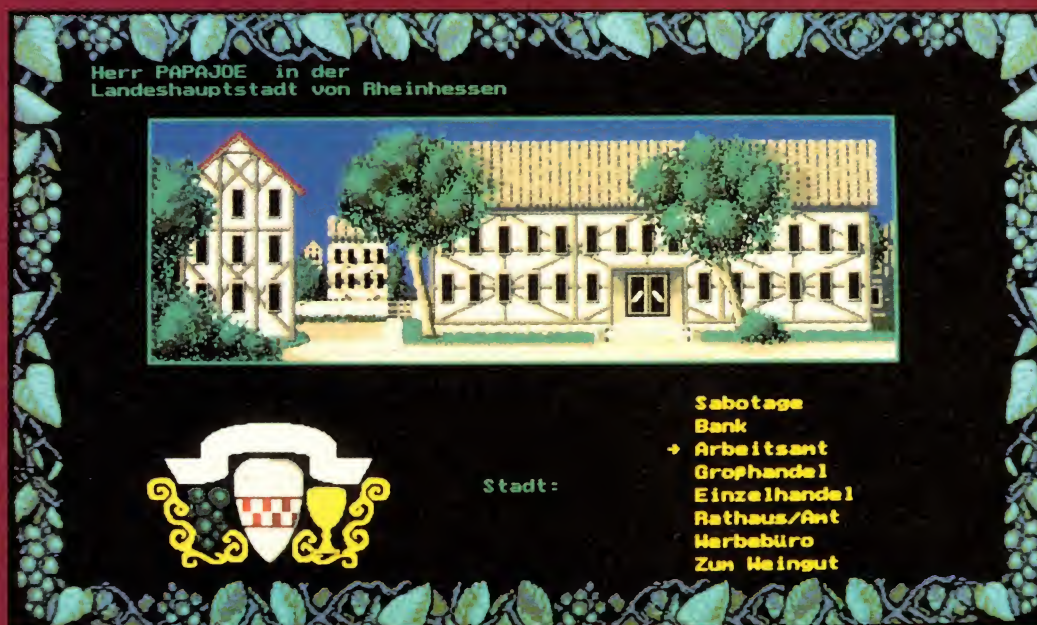 Herr PAPAJOE in der
Landeshauptstadt von Rheinhessen
Stadt:
Sabotage
Bank
→ Arbeitsamt
Großhandel
Einzelhandel
Rathaus/Amt
Werbebüro
Zum Weingut